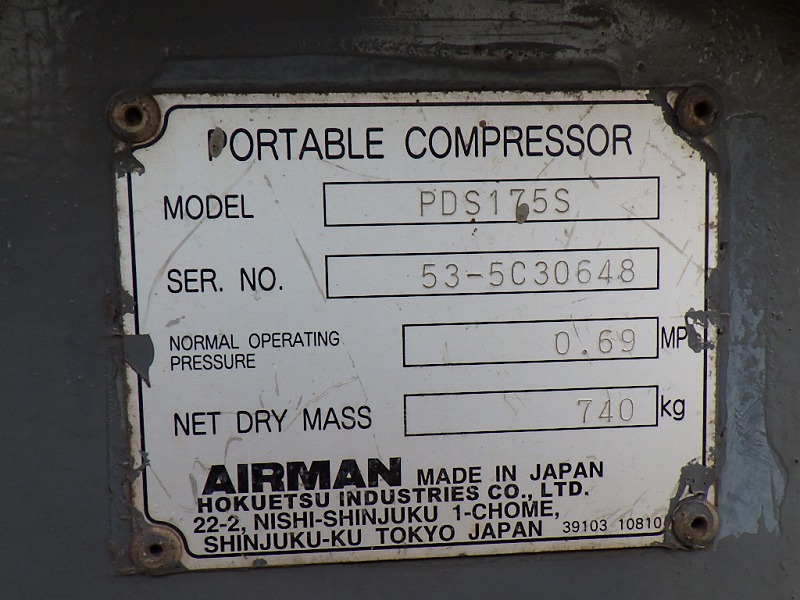 PORTABLE COMPRESSOR
MODEL PDS175S
SER. NO. 53-5C30648
NORMAL OPERATING
PRESSURE 0.69 MP
NET DRY MASS 740 kg
AIRMAN MADE IN JAPAN
HOKUETSU INDUSTRIES CO., LTD.
22-2, NISHI-SHINJUKU 1-CHOME,
SHINJUKU-KU TOKYO JAPAN 39103 10810